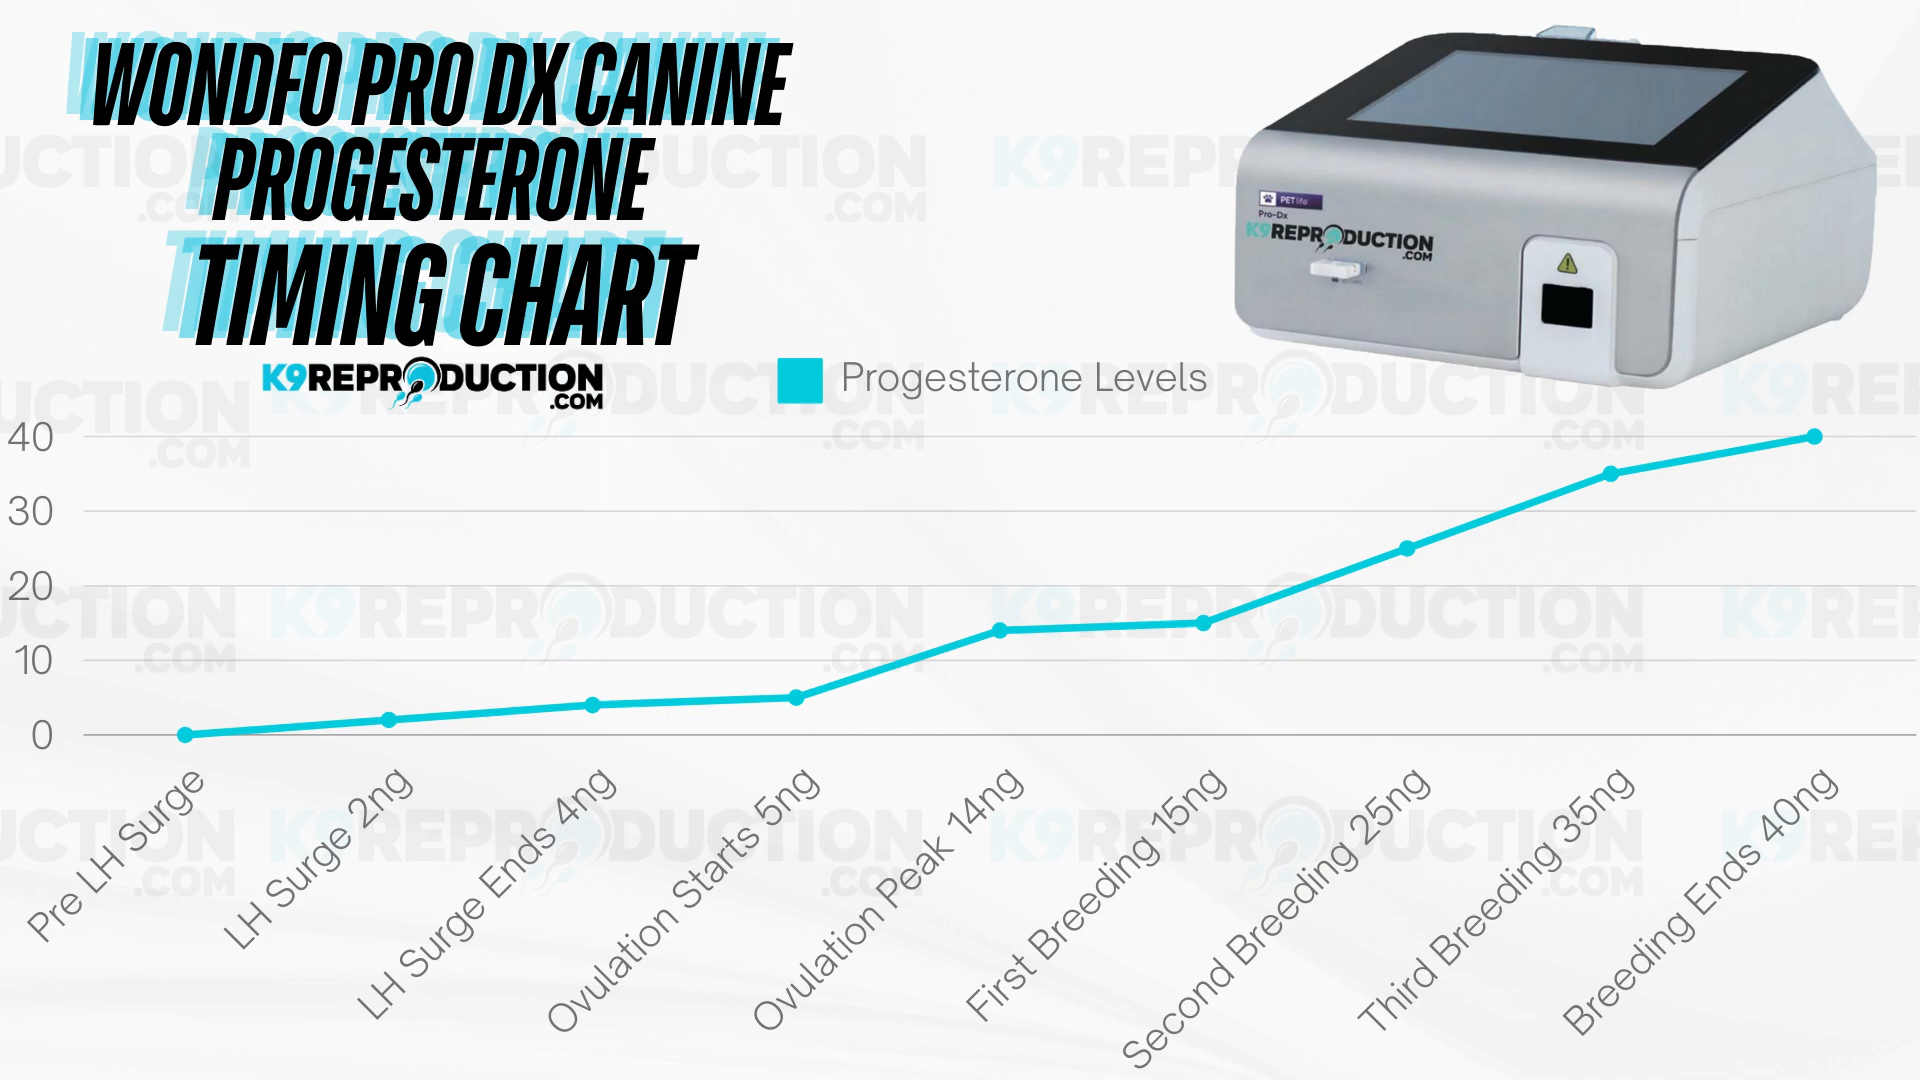 WONDFO PRO DX CANINE
PROGESTERONE
TIMING CHART
K9REPRODUCTION
.COM
PETlife
Pro-Dx
K9REPRODUCTION
.COM
Progesterone Levels
40
30
20
10
0
Pre LH Surge
LH Surge 2ng
LH Surge Ends 4ng
Ovulation Starts 5ng
Ovulation Peak 14ng
First Breeding 15ng
Second Breeding 25ng
Third Breeding 35ng
Breeding Ends 40ng